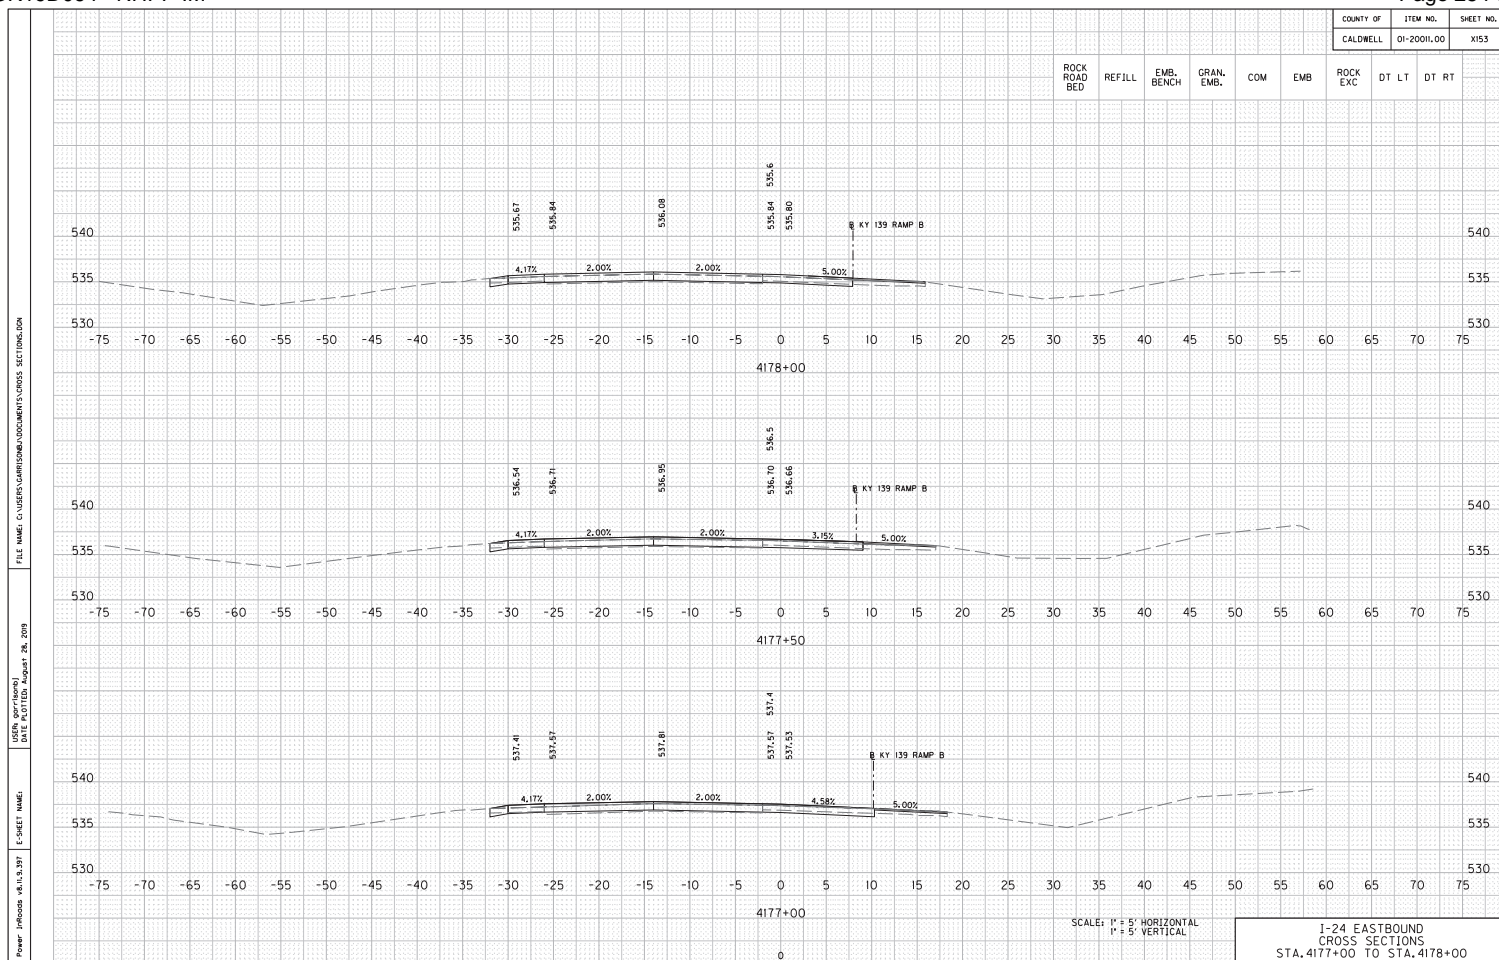 COUNTY OF ITEM NO. SHEET NO.
CALDWELL 01-20011.00 X153
ROCK ROAD BED REFILL EMB. BENCH GRAN. EMB. COM EMB ROCK EXC DT LT DT RT
535.6
535.67 535.84 536.08 535.84 535.80
KY 139 RAMP B
540 540
4.17% 2.00% 2.00% 5.00%
535 535
530 530
-75 -70 -65 -60 -55 -50 -45 -40 -35 -30 -25 -20 -15 -10 -5 0 5 10 15 20 25 30 35 40 45 50 55 60 65 70 75
4178+00
536.5
536.54 536.71 536.95 536.70 536.66
KY 139 RAMP B
540 540
4.17% 2.00% 2.00% 3.15% 5.00%
535 535
530 530
-75 -70 -65 -60 -55 -50 -45 -40 -35 -30 -25 -20 -15 -10 -5 0 5 10 15 20 25 30 35 40 45 50 55 60 65 70 75
4177+50
537.4
537.41 537.57 537.81 537.57 537.53
KY 139 RAMP B
540 540
4.17% 2.00% 2.00% 4.58% 5.00%
535 535
530 530
-75 -70 -65 -60 -55 -50 -45 -40 -35 -30 -25 -20 -15 -10 -5 0 5 10 15 20 25 30 35 40 45 50 55 60 65 70 75
4177+00
0
SCALE: 1" = 5' HORIZONTAL
1" = 5' VERTICAL
I-24 EASTBOUND
CROSS SECTIONS
STA. 4177+00 TO STA. 4178+00
FILE NAME: C:\USERS\GARRISONBJ\DOCUMENTS\CROSS SECTIONS.DGN
USER: garrisonbj
DATE PLOTTED: August 28, 2019
E-SHEET NAME:
Power InRoads v8.11.9.397